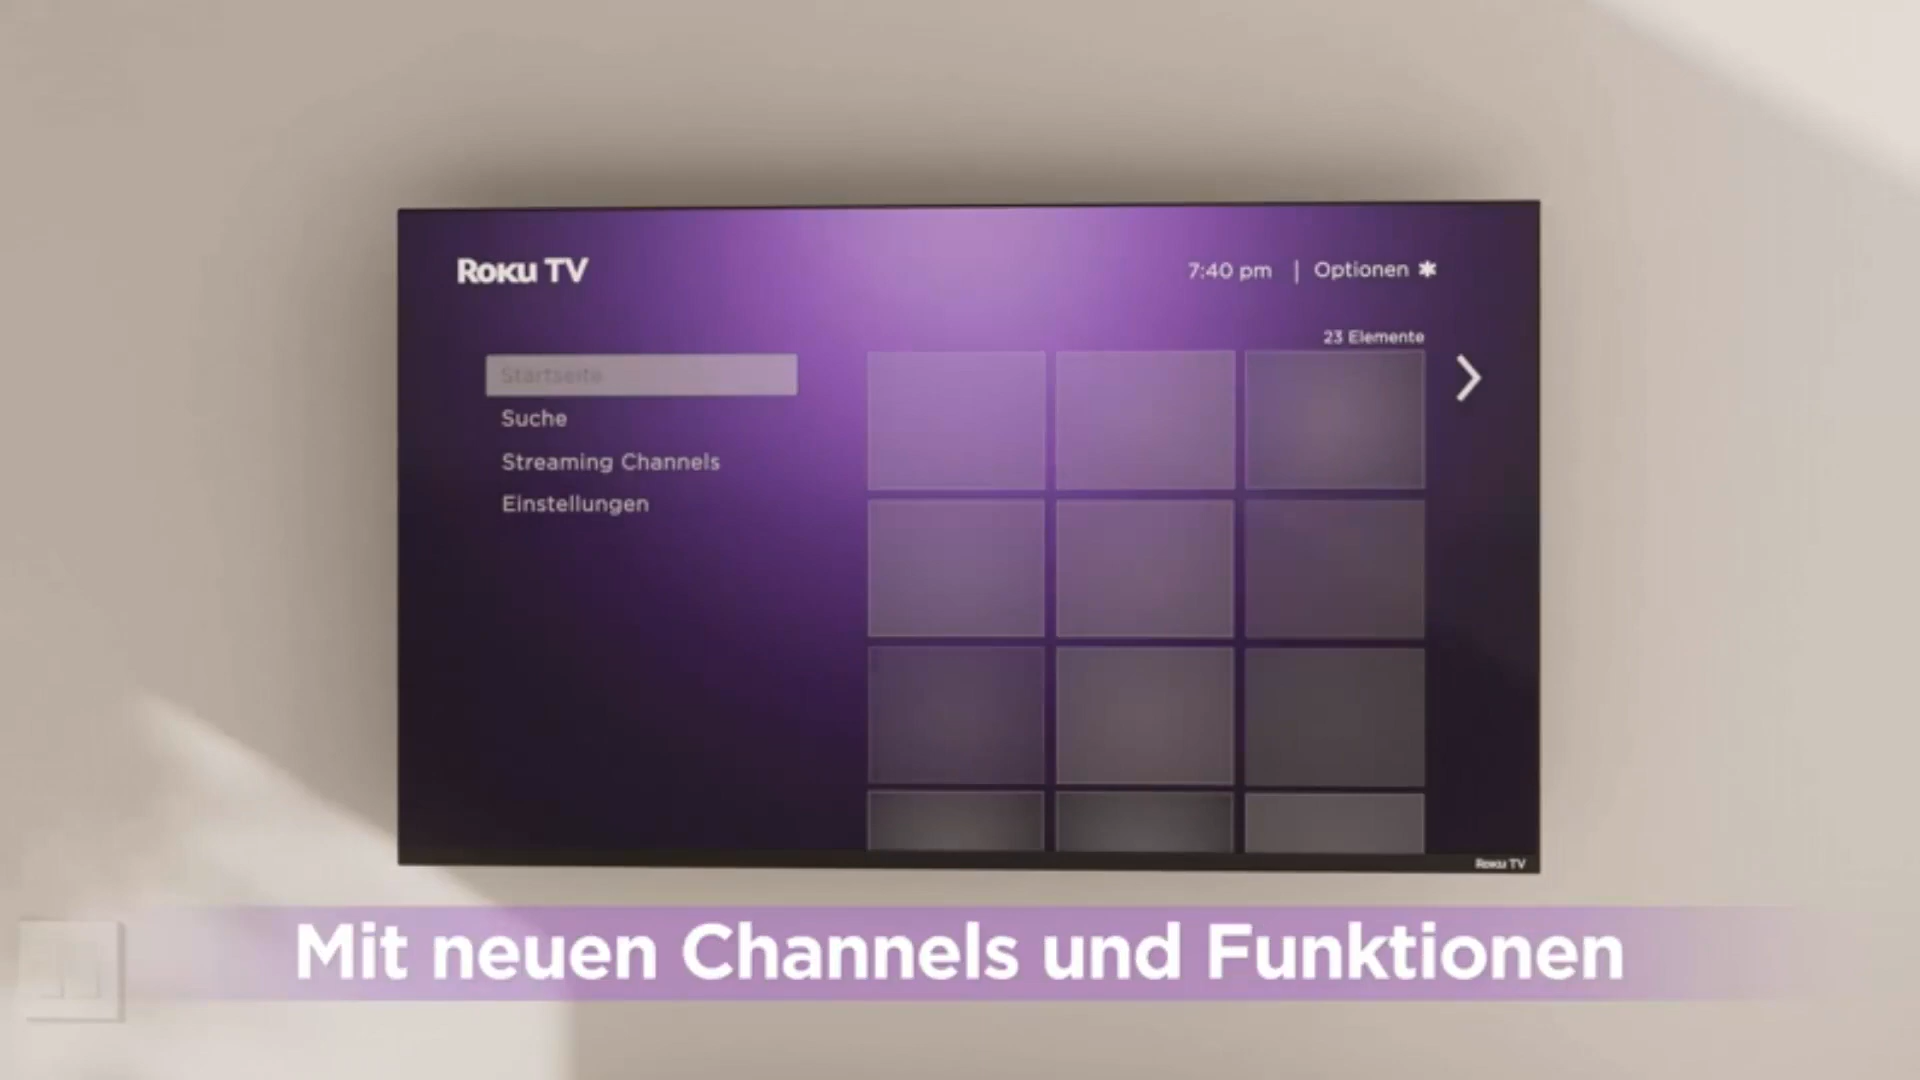 Roku TV
7:40 pm | Optionen ✱
23 Elemente
Startseite
Suche
Streaming Channels
Einstellungen
Roku TV
Mit neuen Channels und Funktionen